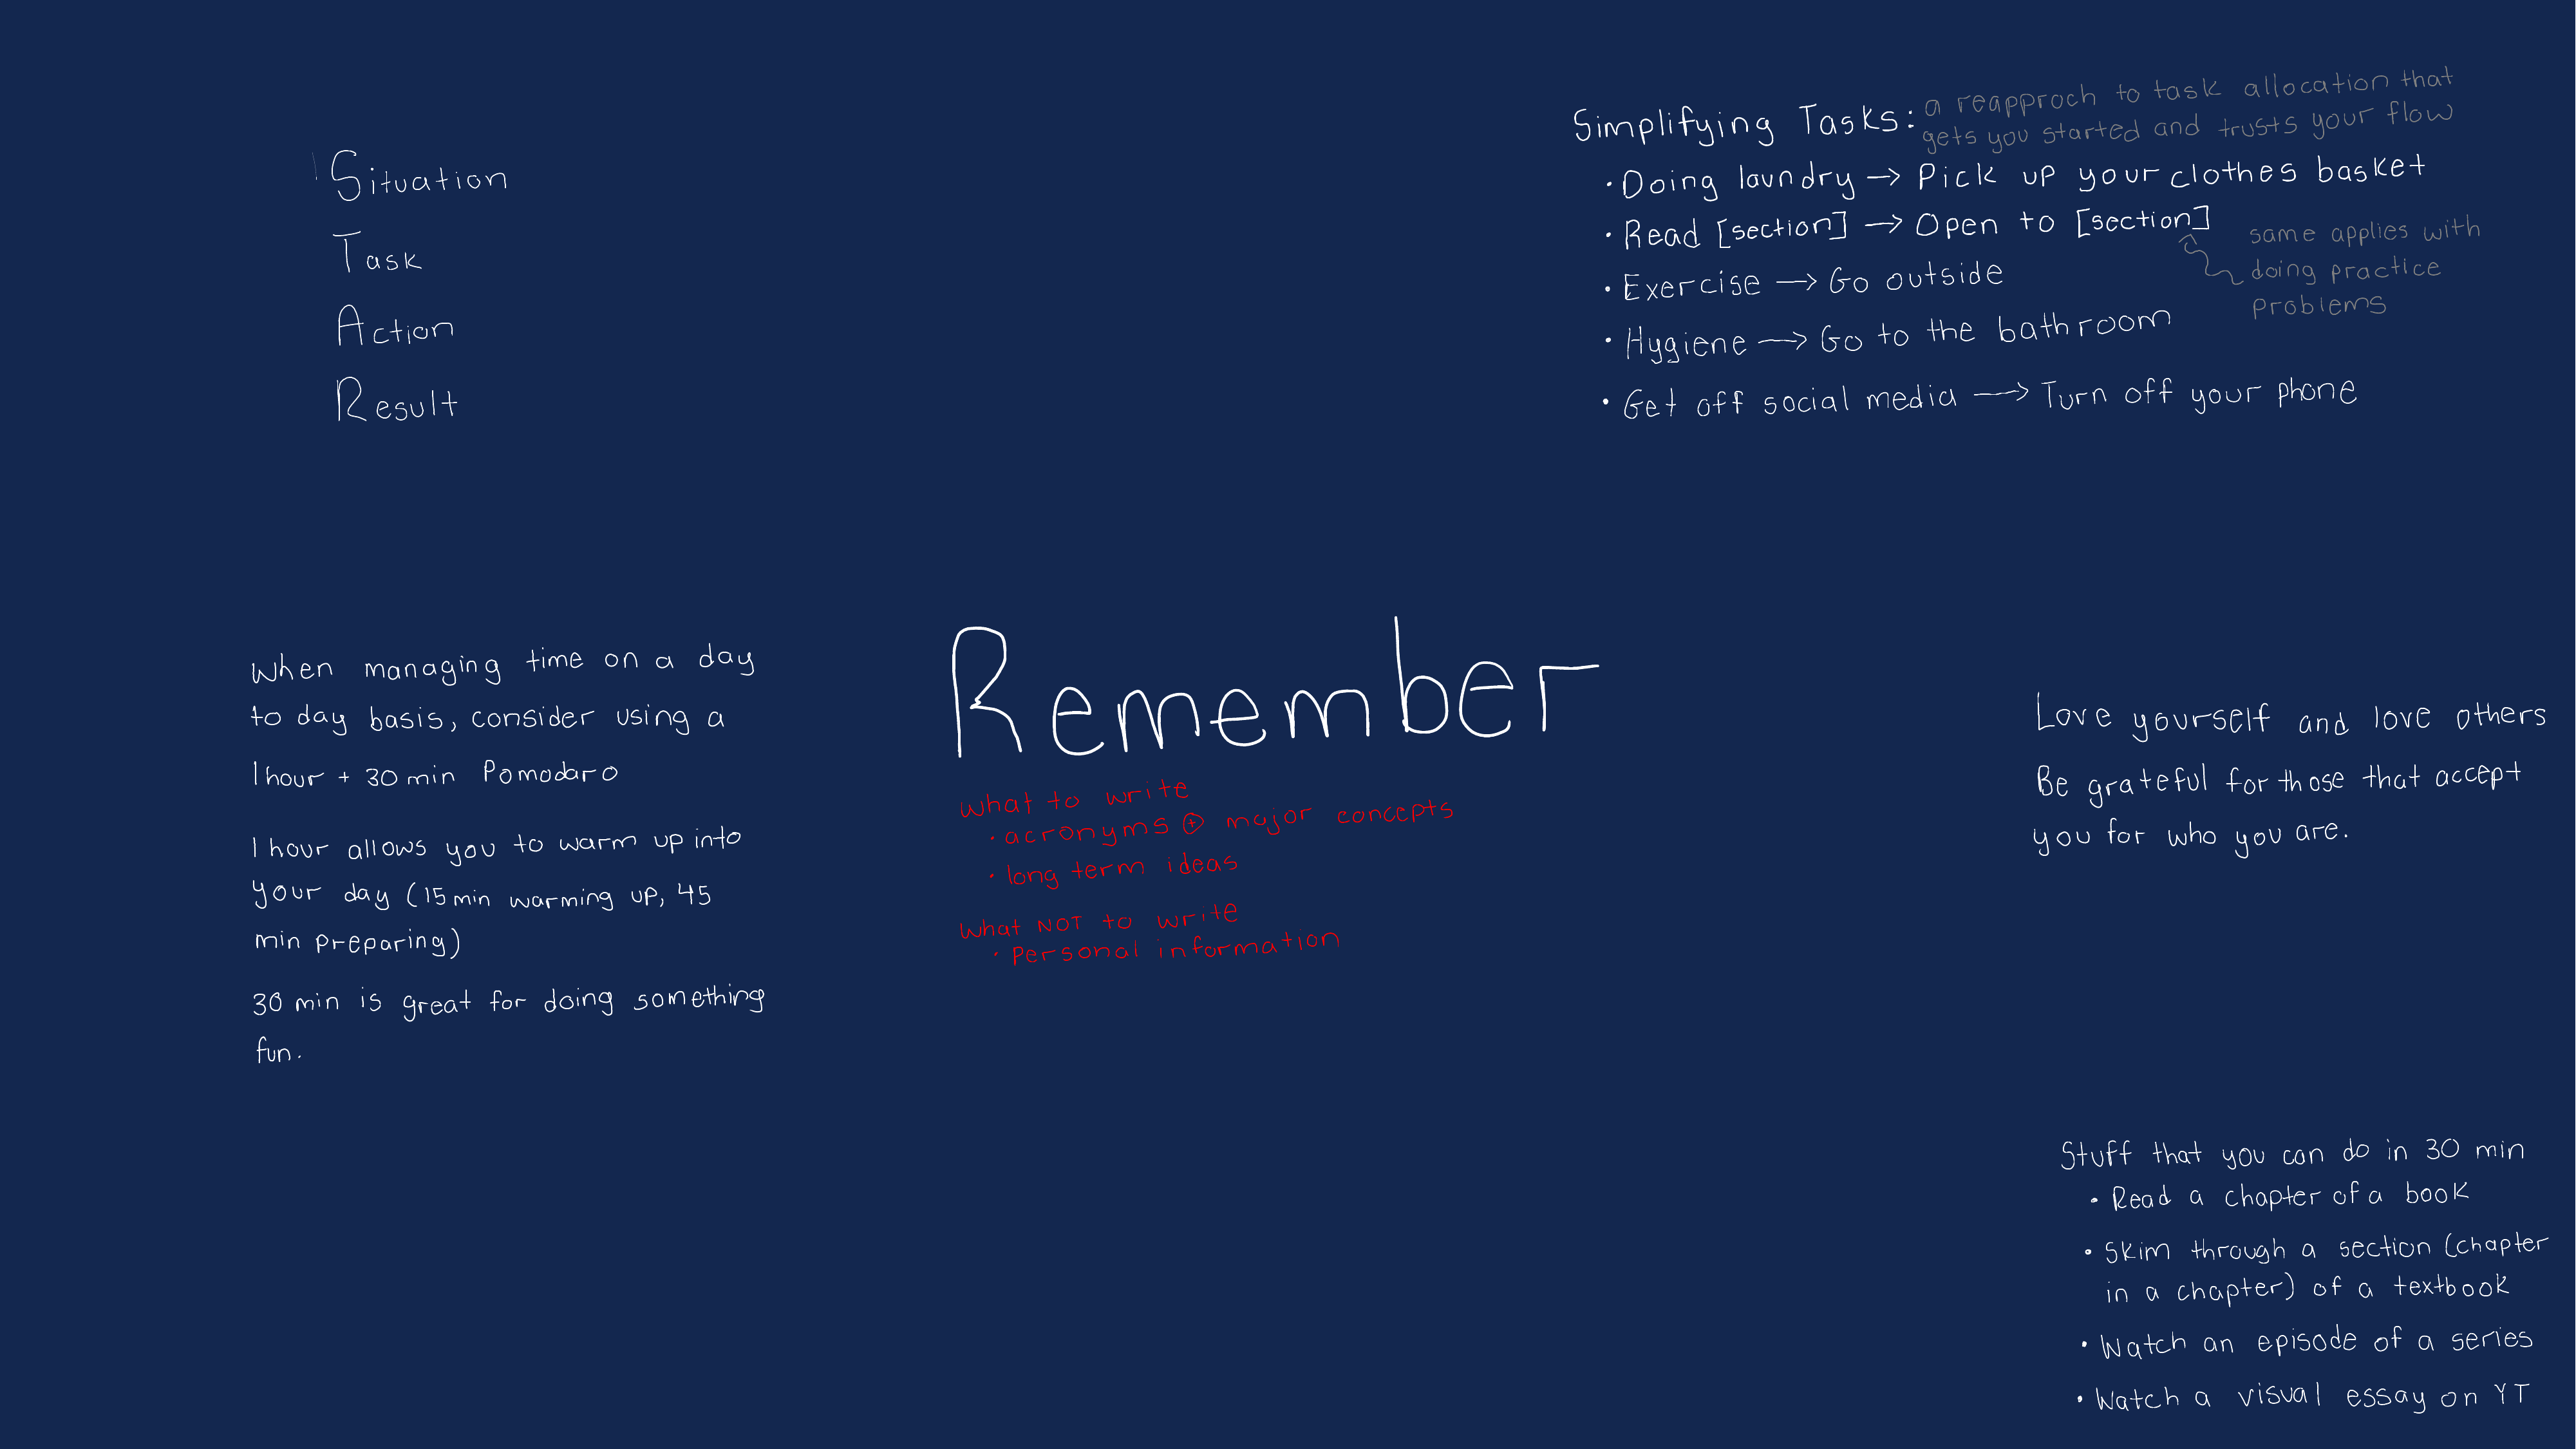 Situation
Task
Action
Result
Simplifying Tasks: a reapproch to task allocation that
gets you started and trusts your flow
• Doing laundry → Pick up your clothes basket
• Read [section] → Open to [section]
same applies with
doing practice
problems
• Exercise → Go outside
• Hygiene → Go to the bathroom
• Get off social media → Turn off your phone
When managing time on a day
to day basis, consider using a
1 hour + 30 min Pomodaro
1 hour allows you to warm up into
your day (15 min warming up, 45
min preparing)
30 min is great for doing something
fun.
Remember
what to write
• acronyms ⊕ major concepts
• long term ideas
what NOT to write
• personal information
Love yourself and love others
Be grateful for those that accept
you for who you are.
Stuff that you can do in 30 min
• Read a chapter of a book
• Skim through a section (chapter
in a chapter) of a textbook
• Watch an episode of a series
• Watch a visual essay on YT